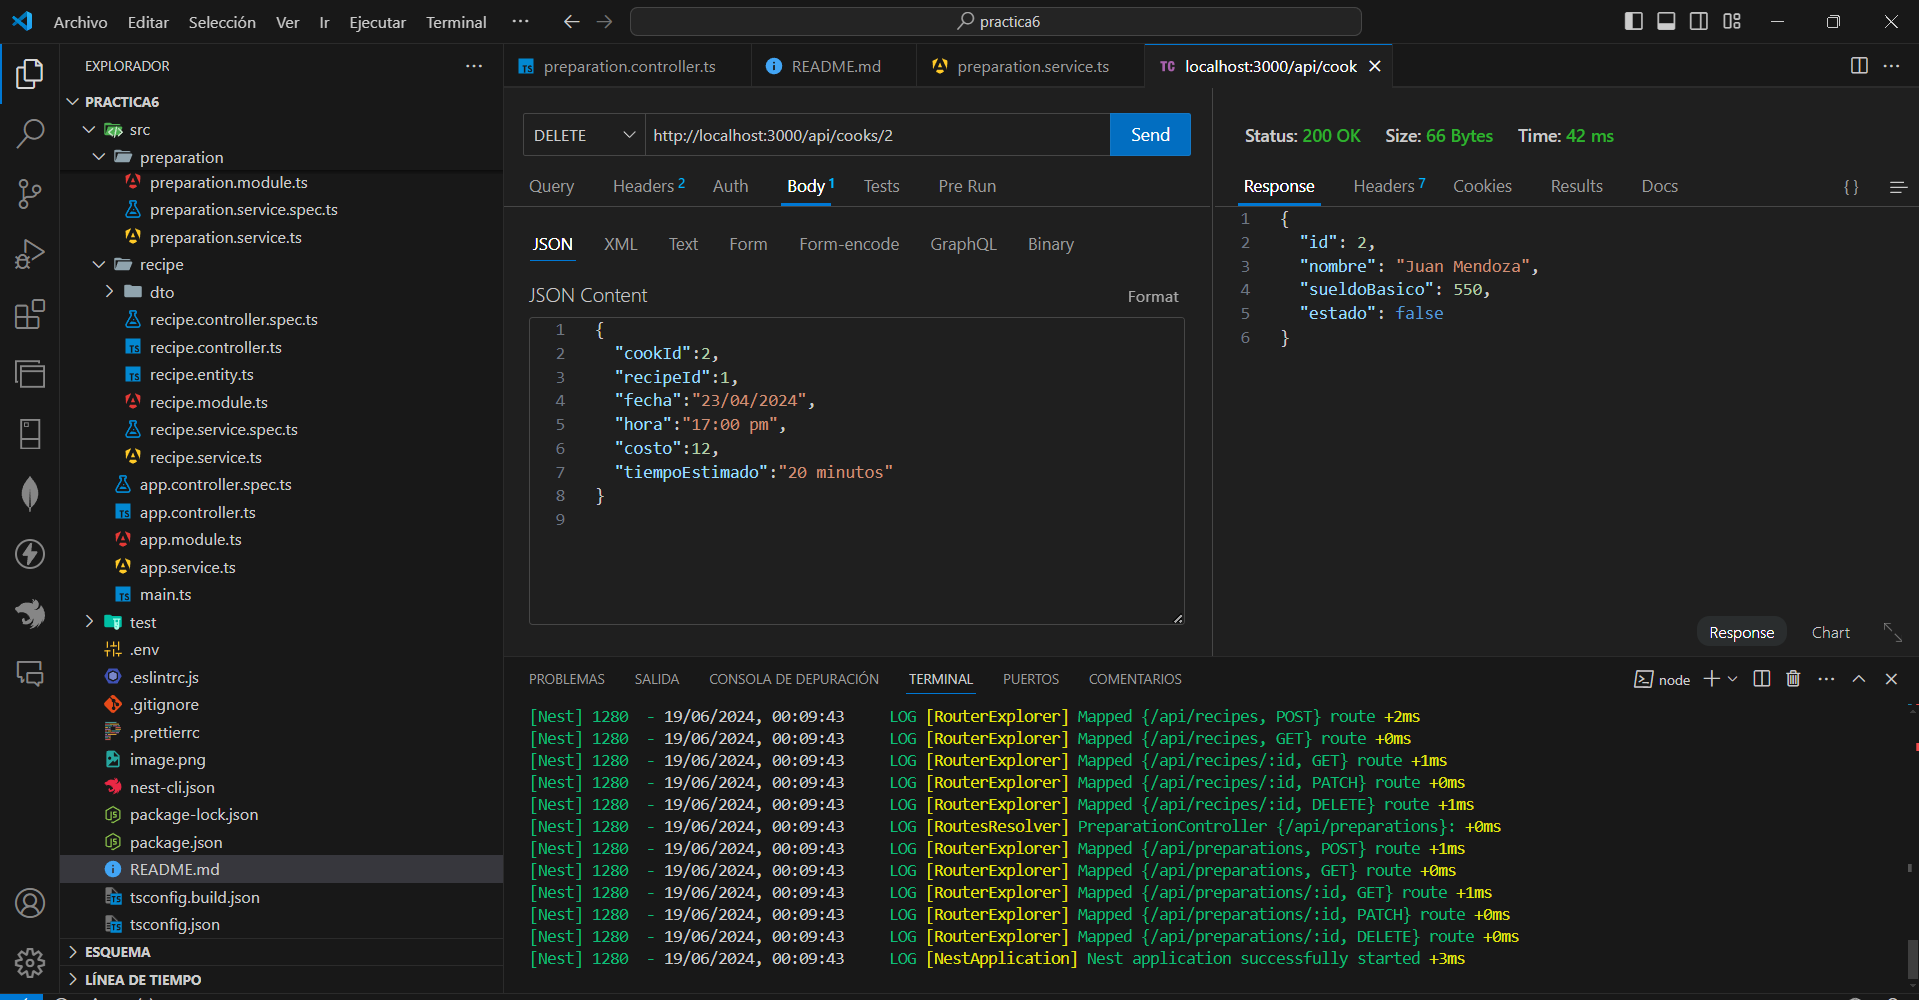 Archivo Editar Selección Ver Ir Ejecutar Terminal ··· practica6
EXPLORADOR ···
PRACTICA6
src
preparation
preparation.module.ts
preparation.service.spec.ts
preparation.service.ts
recipe
dto
recipe.controller.spec.ts
recipe.controller.ts
recipe.entity.ts
recipe.module.ts
recipe.service.spec.ts
recipe.service.ts
app.controller.spec.ts
app.controller.ts
app.module.ts
app.service.ts
main.ts
test
.env
.eslintrc.js
.gitignore
.prettierrc
image.png
nest-cli.json
package-lock.json
package.json
README.md
tsconfig.build.json
tsconfig.json
ESQUEMA
LÍNEA DE TIEMPO
TS preparation.controller.ts README.md preparation.service.ts TC localhost:3000/api/cook
DELETE http://localhost:3000/api/cooks/2 Send
Query Headers 2 Auth Body 1 Tests Pre Run
JSON XML Text Form Form-encode GraphQL Binary
JSON Content Format
1 {
2 "cookId":2,
3 "recipeId":1,
4 "fecha":"23/04/2024",
5 "hora":"17:00 pm",
6 "costo":12,
7 "tiempoEstimado":"20 minutos"
8 }
9
Status: 200 OK Size: 66 Bytes Time: 42 ms
Response Headers 7 Cookies Results Docs { }
1 {
2 "id": 2,
3 "nombre": "Juan Mendoza",
4 "sueldoBasico": 550,
5 "estado": false
6 }
Response Chart
PROBLEMAS SALIDA CONSOLA DE DEPURACIÓN TERMINAL PUERTOS COMENTARIOS node
[Nest] 1280 - 19/06/2024, 00:09:43 LOG [RouterExplorer] Mapped {/api/recipes, POST} route +2ms
[Nest] 1280 - 19/06/2024, 00:09:43 LOG [RouterExplorer] Mapped {/api/recipes, GET} route +0ms
[Nest] 1280 - 19/06/2024, 00:09:43 LOG [RouterExplorer] Mapped {/api/recipes/:id, GET} route +1ms
[Nest] 1280 - 19/06/2024, 00:09:43 LOG [RouterExplorer] Mapped {/api/recipes/:id, PATCH} route +0ms
[Nest] 1280 - 19/06/2024, 00:09:43 LOG [RouterExplorer] Mapped {/api/recipes/:id, DELETE} route +1ms
[Nest] 1280 - 19/06/2024, 00:09:43 LOG [RoutesResolver] PreparationController {/api/preparations}: +0ms
[Nest] 1280 - 19/06/2024, 00:09:43 LOG [RouterExplorer] Mapped {/api/preparations, POST} route +1ms
[Nest] 1280 - 19/06/2024, 00:09:43 LOG [RouterExplorer] Mapped {/api/preparations, GET} route +0ms
[Nest] 1280 - 19/06/2024, 00:09:43 LOG [RouterExplorer] Mapped {/api/preparations/:id, GET} route +1ms
[Nest] 1280 - 19/06/2024, 00:09:43 LOG [RouterExplorer] Mapped {/api/preparations/:id, PATCH} route +0ms
[Nest] 1280 - 19/06/2024, 00:09:43 LOG [RouterExplorer] Mapped {/api/preparations/:id, DELETE} route +0ms
[Nest] 1280 - 19/06/2024, 00:09:43 LOG [NestApplication] Nest application successfully started +3ms